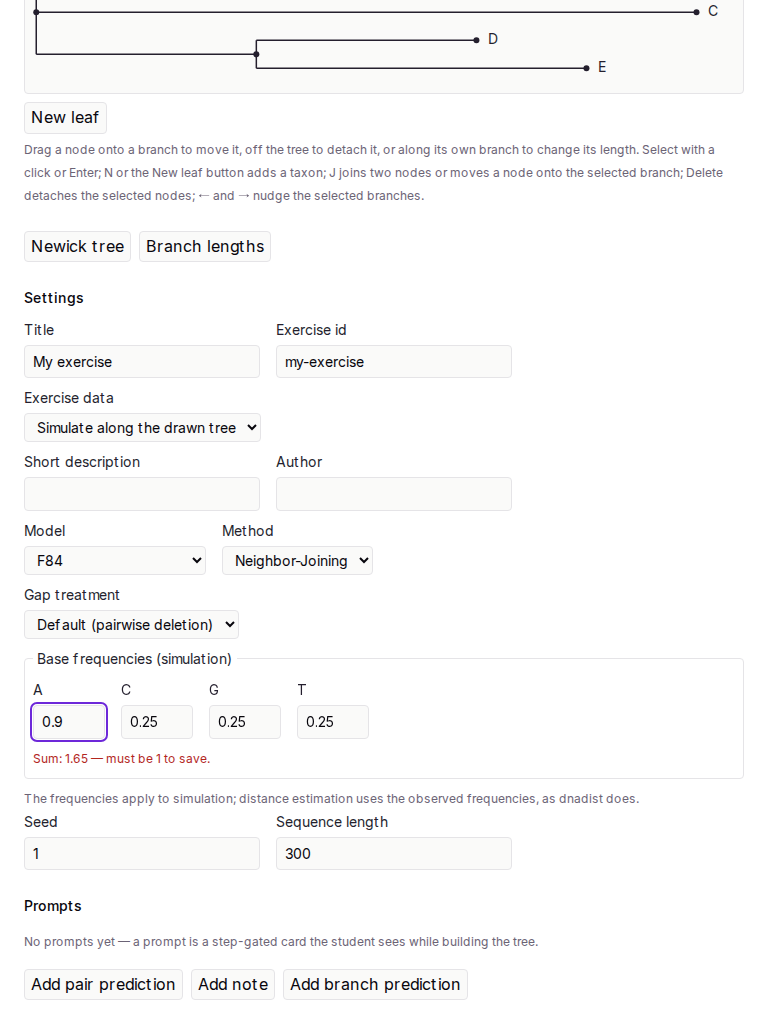 C
D
E
New leaf
Drag a node onto a branch to move it, off the tree to detach it, or along its own branch to change its length. Select with a
click or Enter; N or the New leaf button adds a taxon; J joins two nodes or moves a node onto the selected branch; Delete
detaches the selected nodes; ← and → nudge the selected branches.
Newick tree Branch lengths
Settings
Title Exercise id
My exercise my-exercise
Exercise data
Simulate along the drawn tree
Short description Author
Model Method
F84 Neighbor-Joining
Gap treatment
Default (pairwise deletion)
Base frequencies (simulation)
A C G T
0.9 0.25 0.25 0.25
Sum: 1.65 — must be 1 to save.
The frequencies apply to simulation; distance estimation uses the observed frequencies, as dnadist does.
Seed Sequence length
1 300
Prompts
No prompts yet — a prompt is a step-gated card the student sees while building the tree.
Add pair prediction Add note Add branch prediction